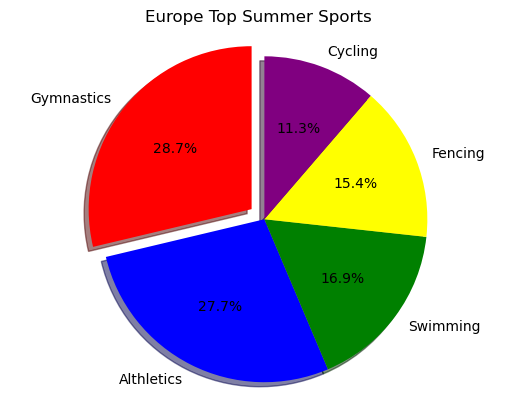 Europe Top Summer Sports
Cycling
Gymnastics
11.3%
28.7%
Fencing
15.4%
16.9%
27.7%
Swimming
Althletics